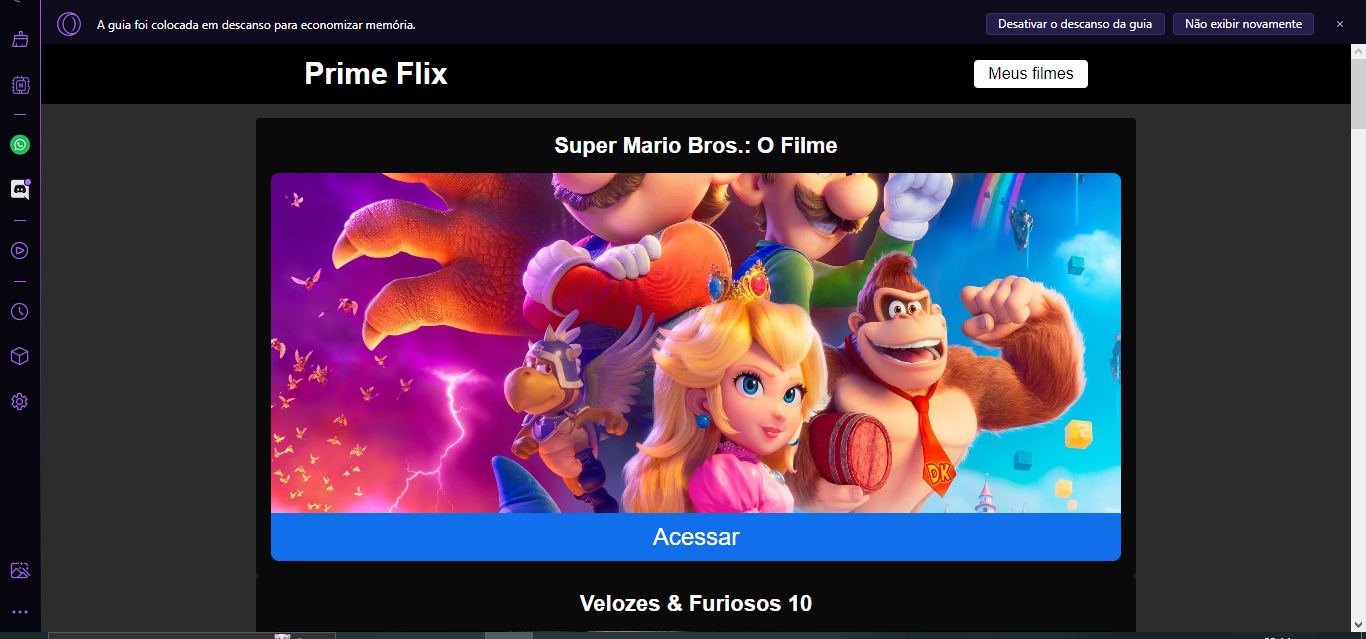 A guia foi colocada em descanso para economizar memória.
Desativar o descanso da guia
Não exibir novamente
Prime Flix
Meus filmes
Super Mario Bros.: O Filme
DK
Acessar
Velozes & Furiosos 10